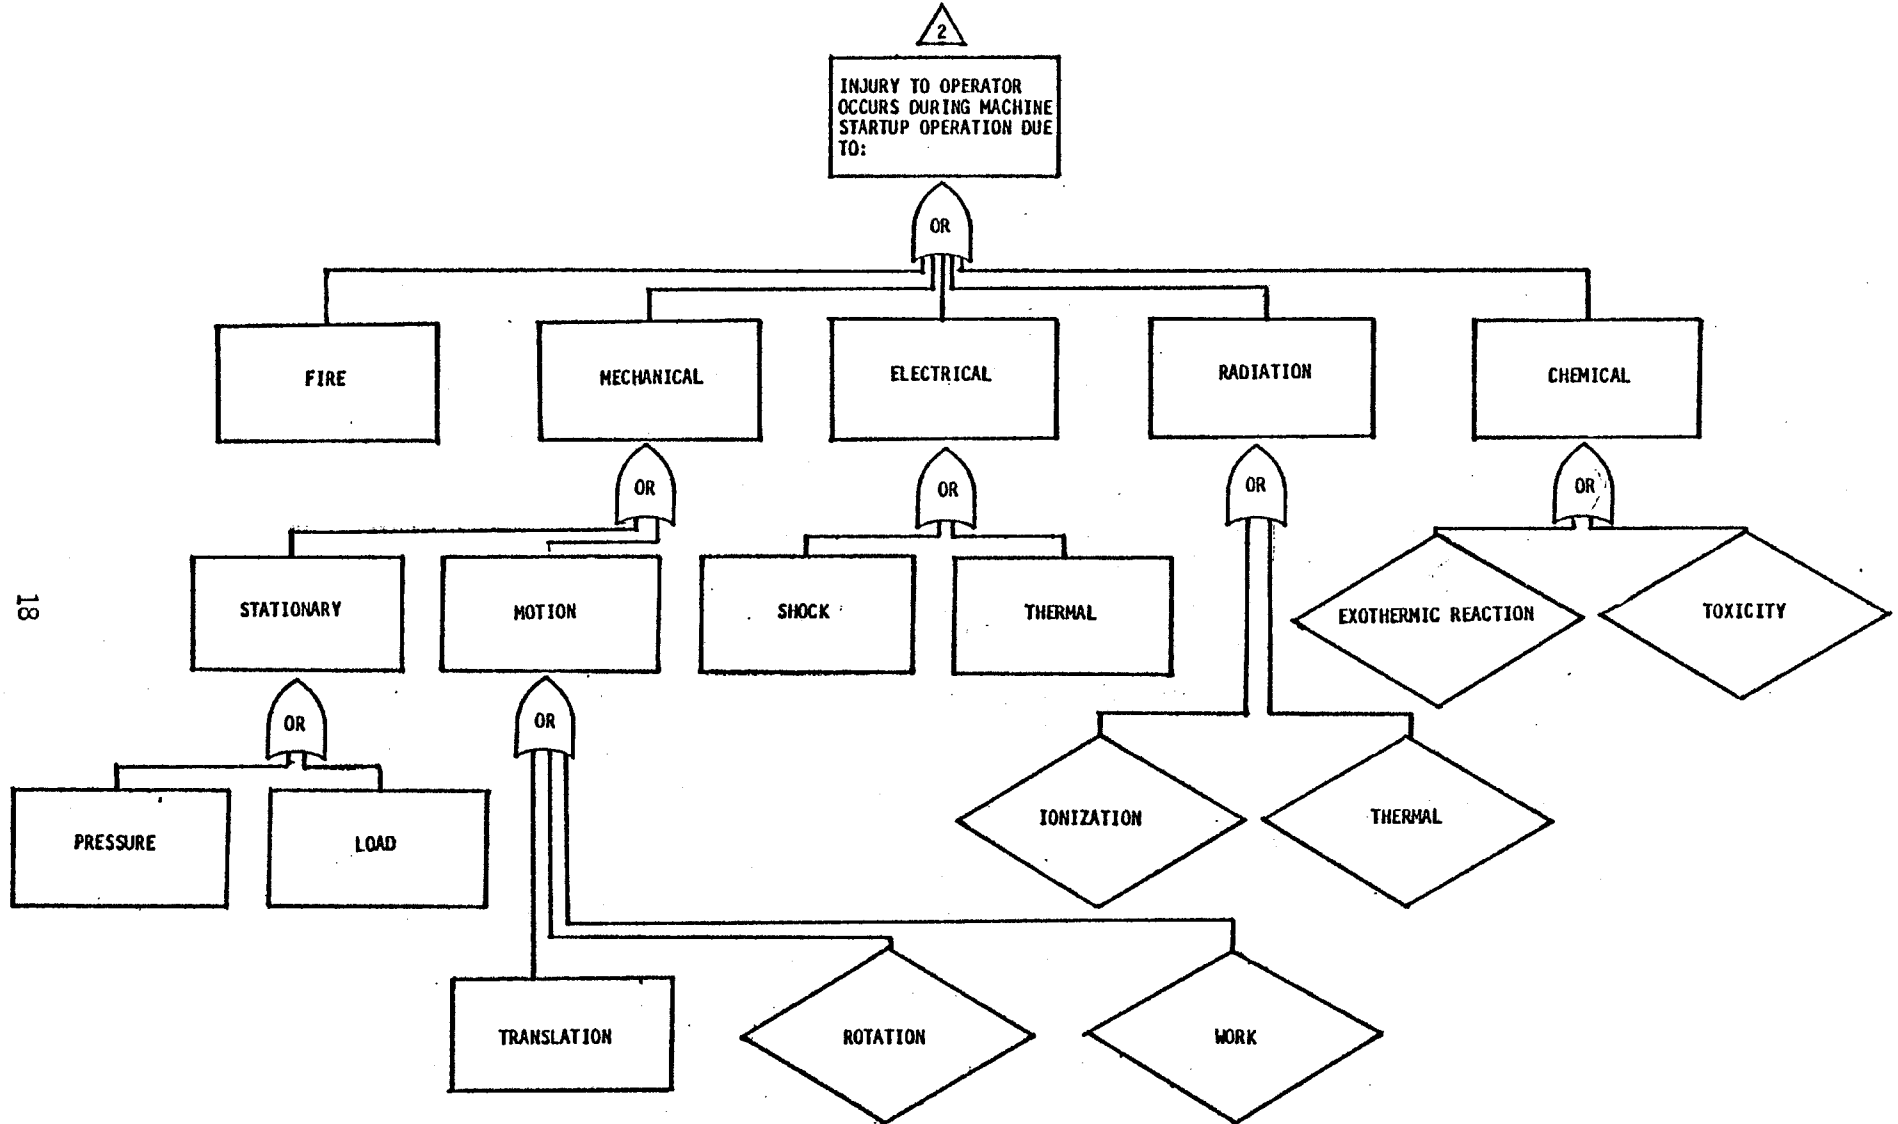 2
INJURY TO OPERATOR
OCCURS DURING MACHINE
STARTUP OPERATION DUE
TO:
OR
FIRE
MECHANICAL
ELECTRICAL
RADIATION
CHEMICAL
OR
OR
OR
OR
STATIONARY
MOTION
SHOCK
THERMAL
EXOTHERMIC REACTION
TOXICITY
18
OR
OR
PRESSURE
LOAD
IONIZATION
THERMAL
TRANSLATION
ROTATION
WORK